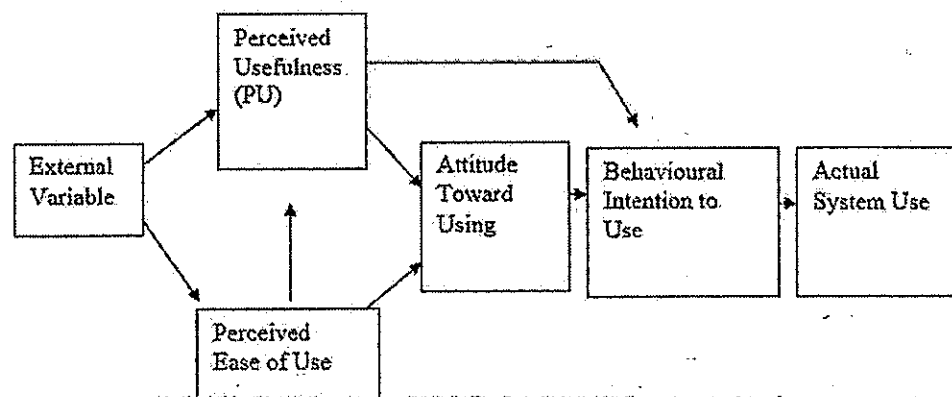 Perceived
Usefulness
(PU)
External
Variable
Attitude
Toward
Using
Behavioural
Intention to
Use
Actual
System Use
Perceived
Ease of Use